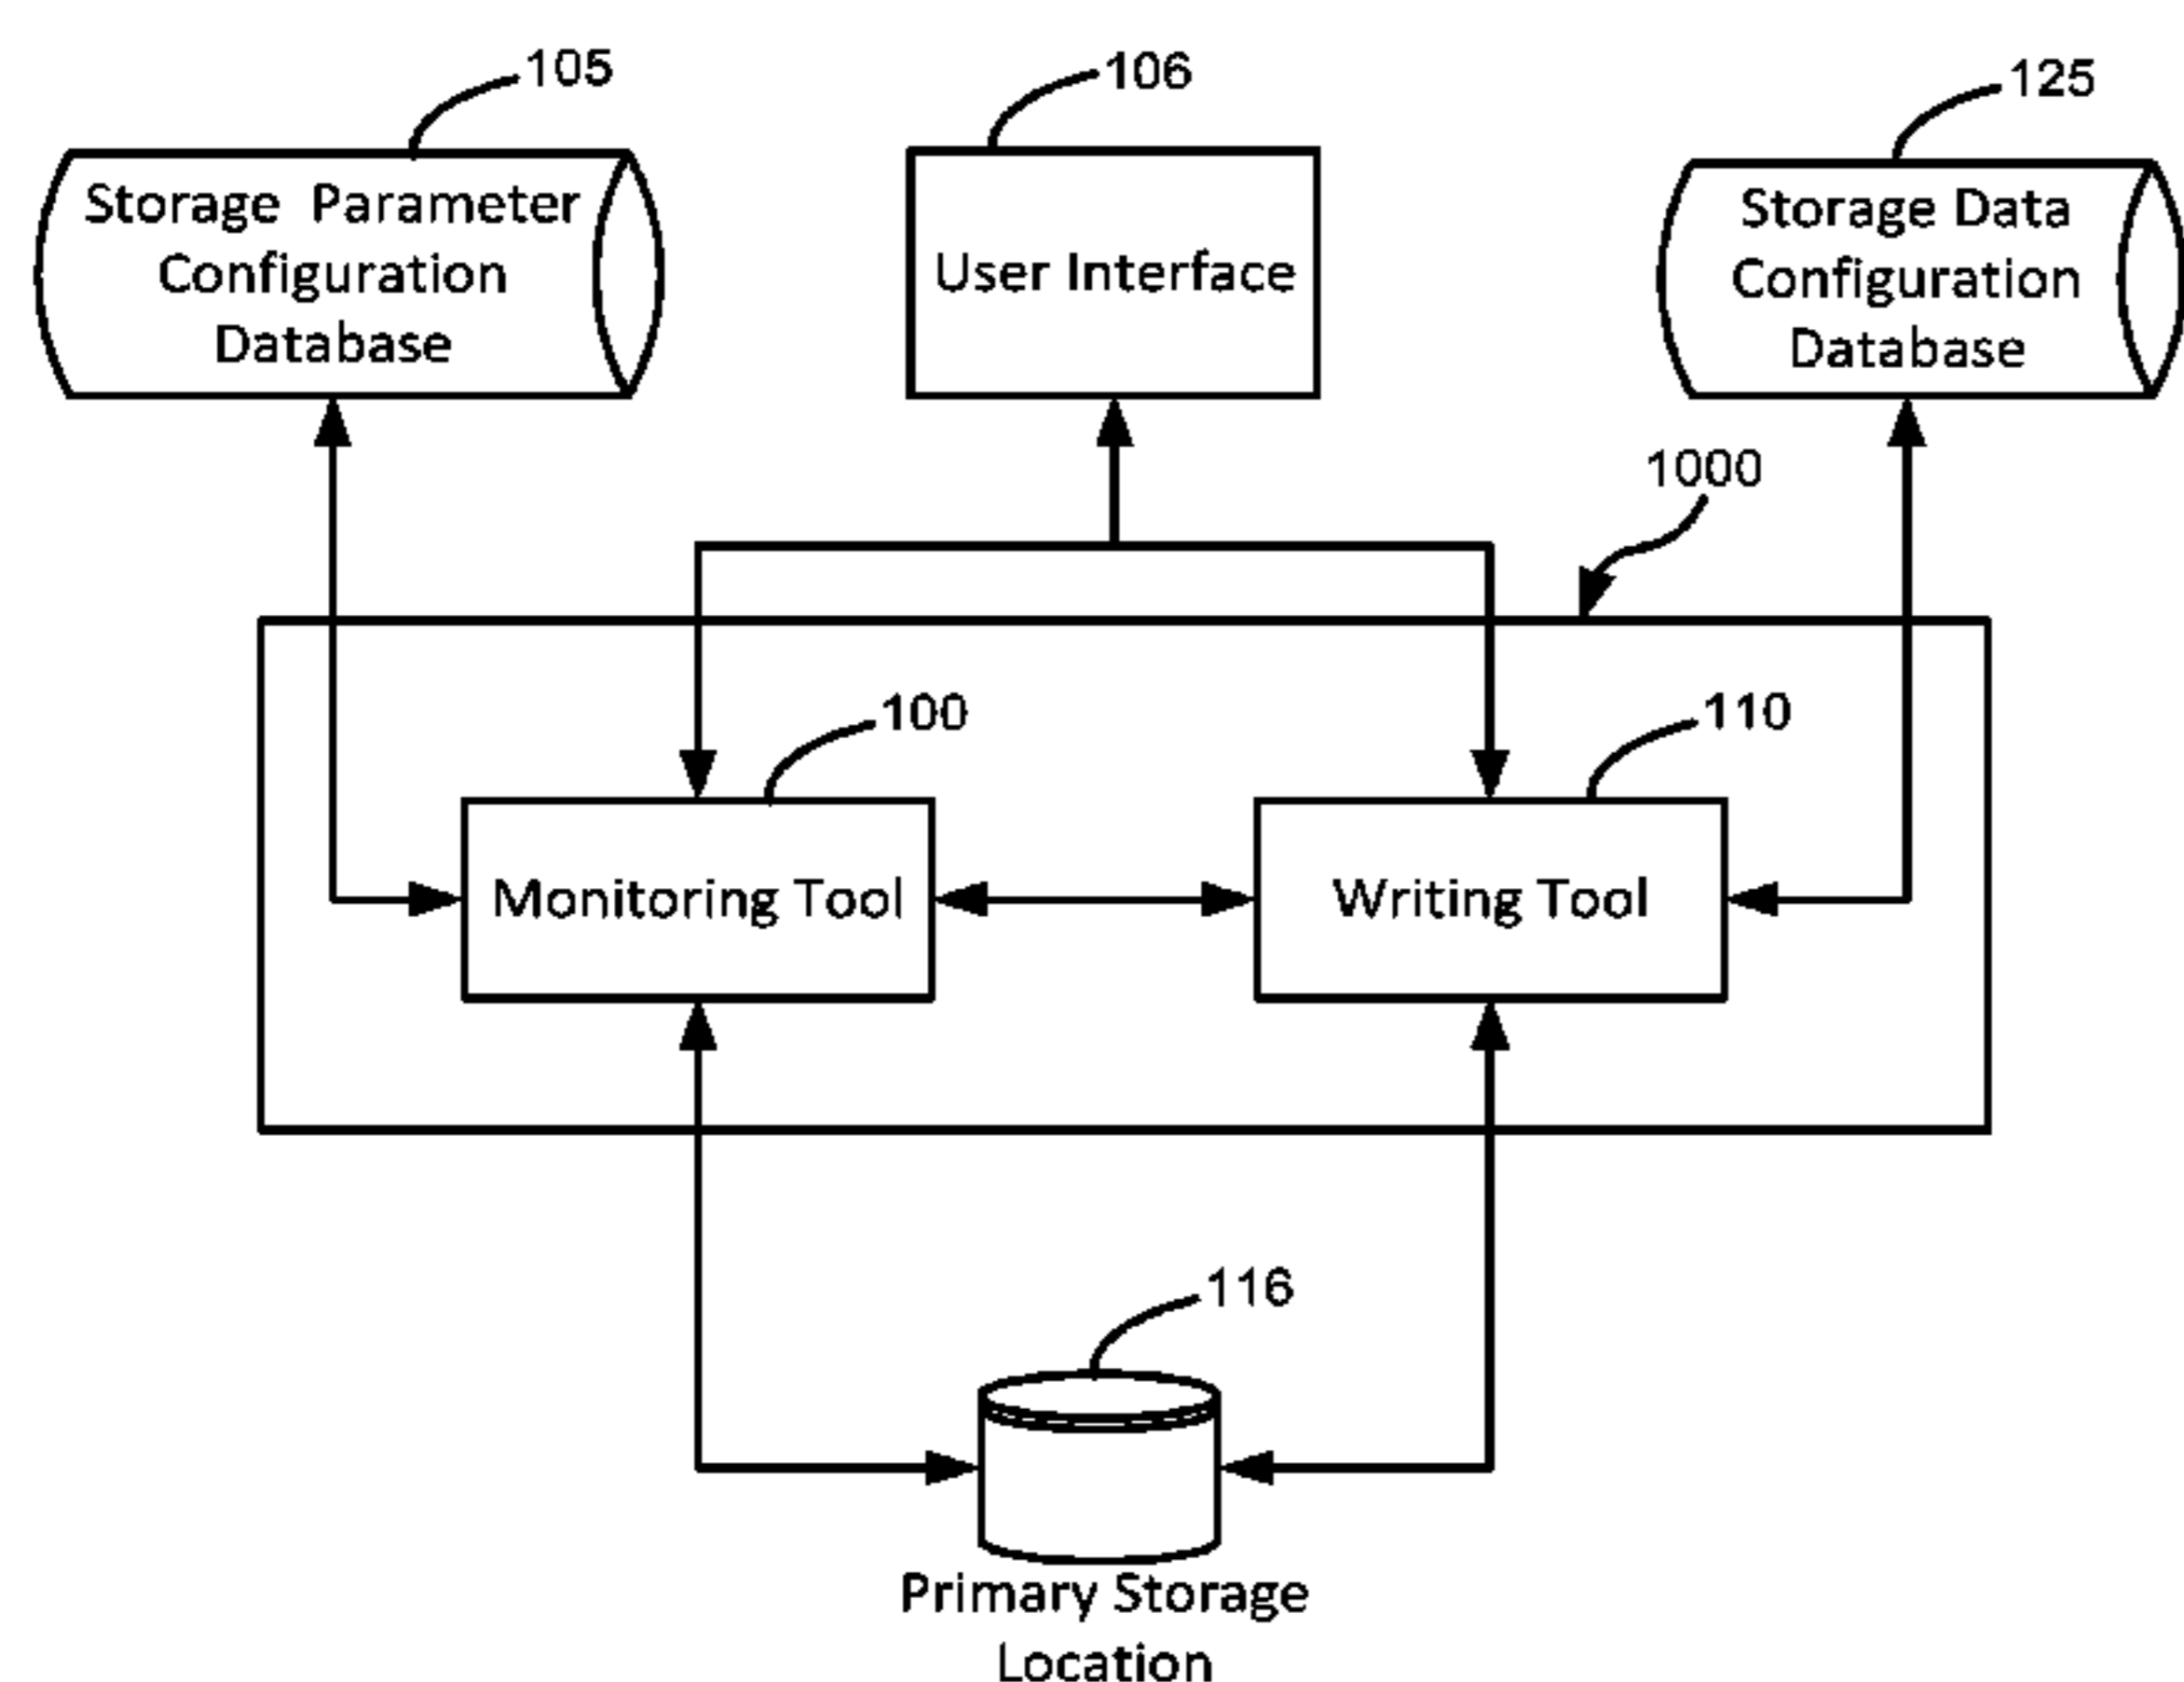 105
106
125
Storage Parameter
Configuration
Database
User Interface
Storage Data
Configuration
Database
1000
100
110
Monitoring Tool
Writing Tool
116
Primary Storage
Location